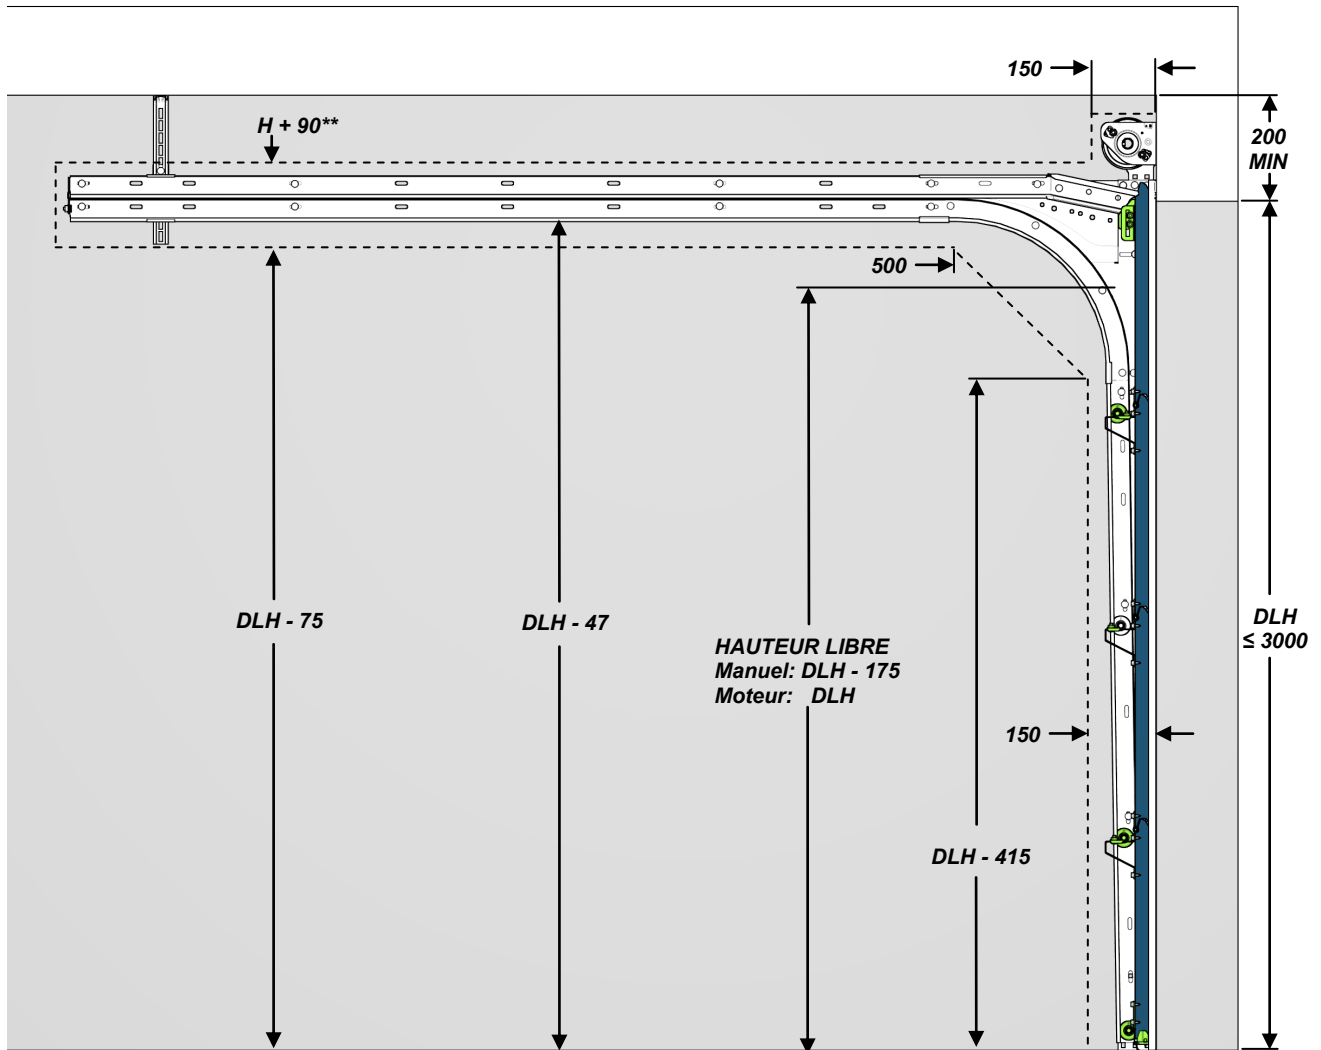 150
H + 90**
200
MIN
500
DLH - 75
DLH - 47
HAUTEUR LIBRE
Manuel: DLH - 175
Moteur: DLH
DLH
≤ 3000
150
DLH - 415